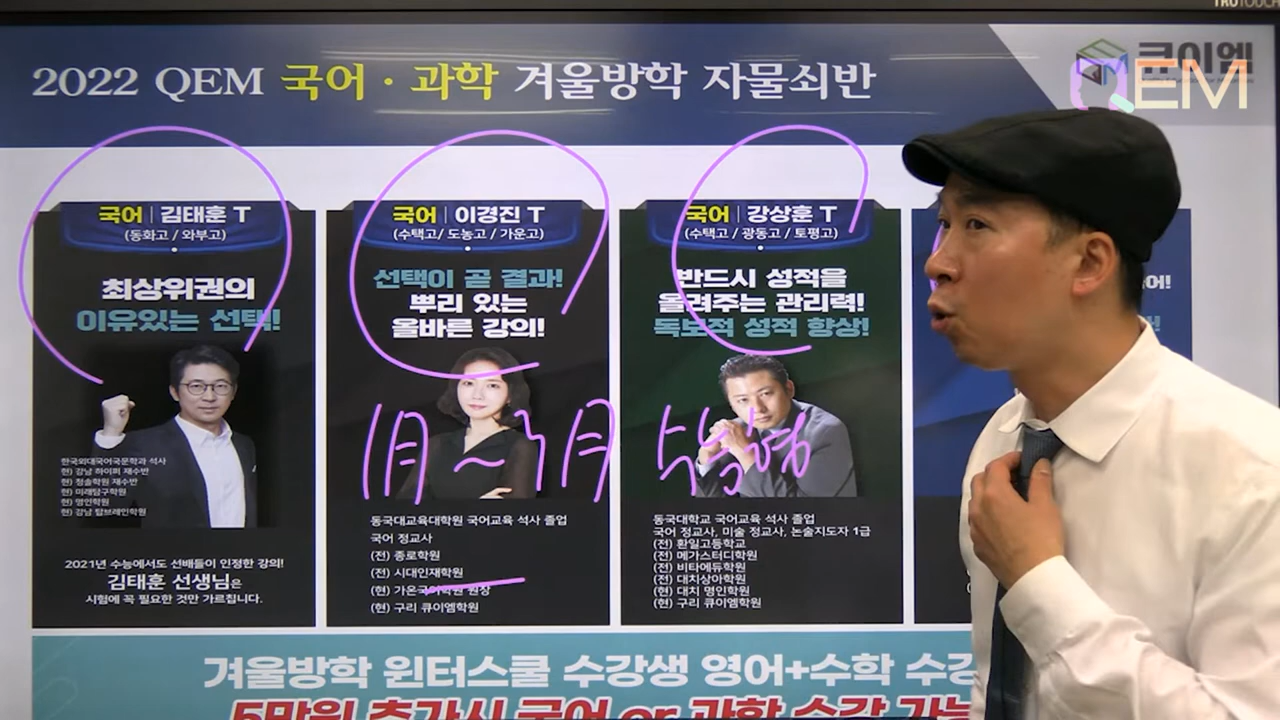 TRUTOUCH
2022 QEM 국어 · 과학 겨울방학 자물쇠반
큐이엠
QEM
국어 | 김태훈 T
(동화고 / 와부고)
최상위권의
이유있는 선택!
한국외대국어국문학과 석사
현) 강남 하이퍼 재수반
현) 청솔학원 재수반
현) 미래탐구학원
현) 명인학원
현) 강남 탑브레인학원
2021년 수능에서도 선배들이 인정한 강의!
김태훈 선생님은
시험에 꼭 필요한 것만 가르칩니다.
국어 | 이경진 T
(수택고 / 도농고 / 가운고)
선택이 곧 결과!
뿌리 있는
올바른 강의!
동국대교육대학원 국어교육 석사 졸업
국어 정교사
(전) 종로학원
(전) 시대인재학원
(현) 가온국어학원 원장
(현) 구리 큐이엠학원
국어 | 강상훈 T
(수택고 / 광동고 / 토평고)
반드시 성적을
올려주는 관리력!
독보적 성적 향상!
동국대학교 국어교육 석사 졸업
국어 정교사, 미술 정교사, 논술지도자 1급
(전) 환일고등학교
(전) 메가스터디학원
(전) 비타에듀학원
(전) 대치상아학원
(현) 대치 명인학원
(현) 구리 큐이엠학원
1月 ~ 月
겨울방학 윈터스쿨 수강생 영어+수학 수강
5만원 추가시 국어 or 과학 수강 가능